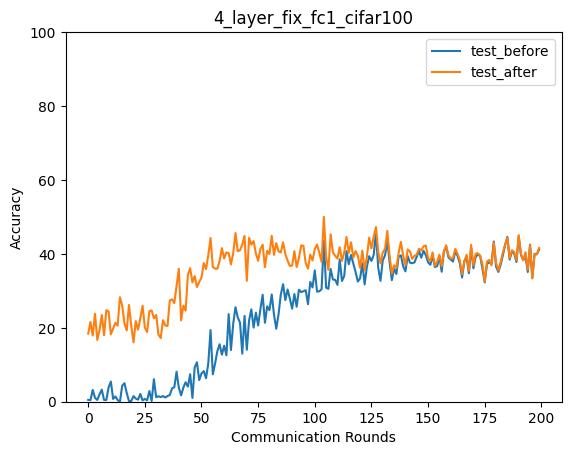 4_layer_fix_fc1_cifar100
100
80
60
40
20
0
Accuracy
test_before
test_after
0 25 50 75 100 125 150 175 200
Communication Rounds